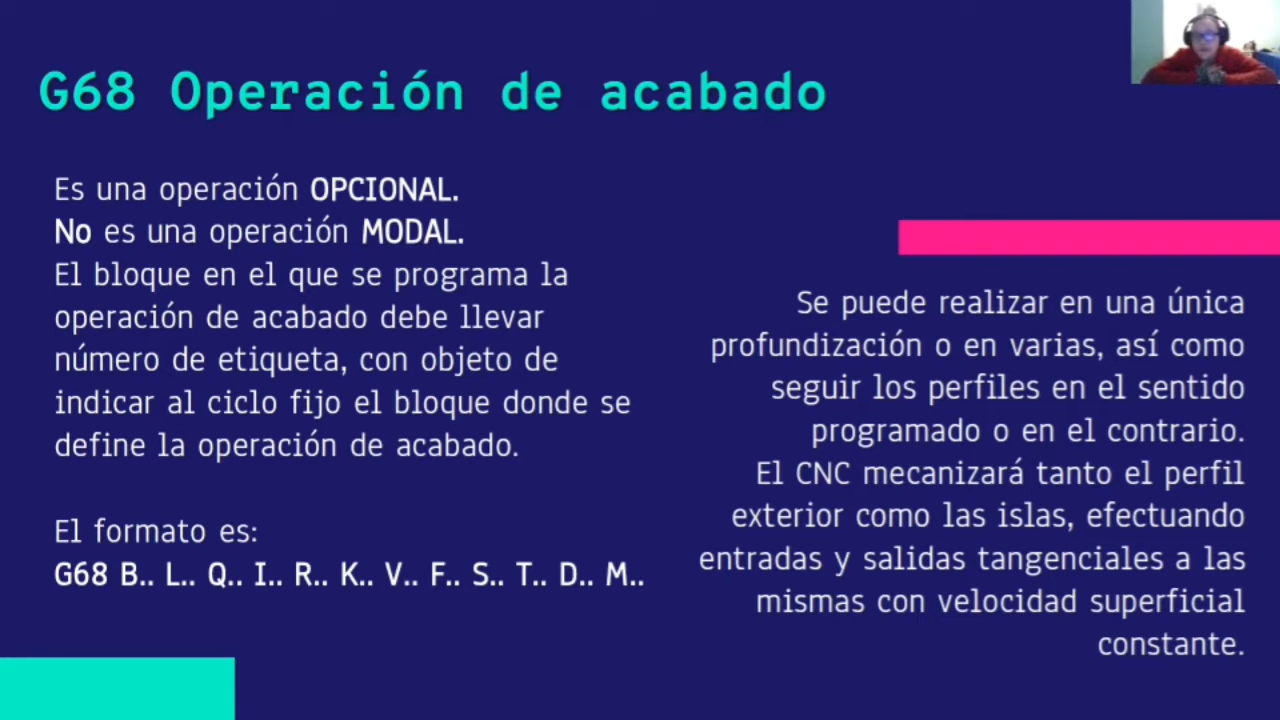 G68 Operación de acabado
Es una operación OPCIONAL.
No es una operación MODAL.
El bloque en el que se programa la
operación de acabado debe llevar
número de etiqueta, con objeto de
indicar al ciclo fijo el bloque donde se
define la operación de acabado.
El formato es:
G68 B.. L.. Q.. I.. R.. K.. V.. F.. S.. T.. D.. M..
Se puede realizar en una única
profundización o en varias, así como
seguir los perfiles en el sentido
programado o en el contrario.
El CNC mecanizará tanto el perfil
exterior como las islas, efectuando
entradas y salidas tangenciales a las
mismas con velocidad superficial
constante.